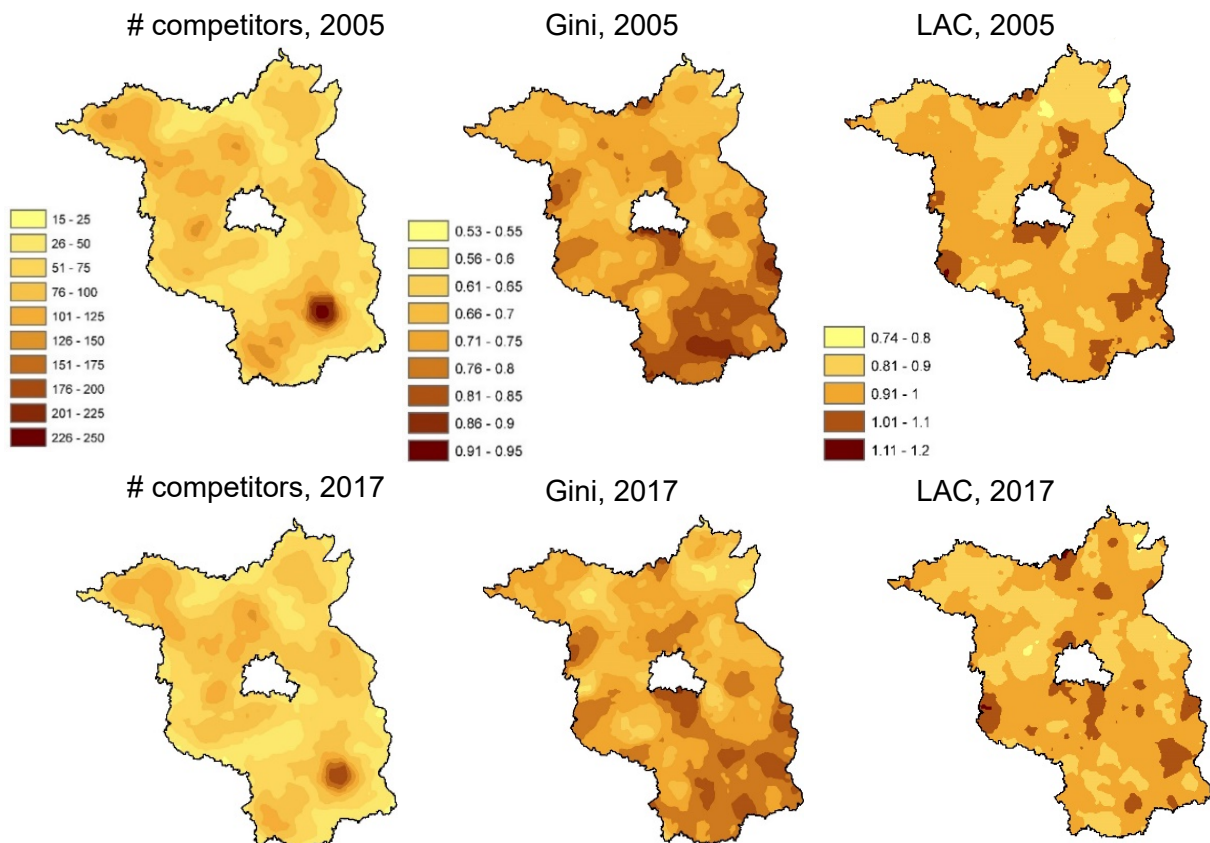 # competitors, 2005
Gini, 2005
LAC, 2005
15 - 25
26 - 50
51 - 75
76 - 100
101 - 125
126 - 150
151 - 175
176 - 200
201 - 225
226 - 250
0.53 - 0.55
0.56 - 0.6
0.61 - 0.65
0.66 - 0.7
0.71 - 0.75
0.76 - 0.8
0.81 - 0.85
0.86 - 0.9
0.91 - 0.95
0.74 - 0.8
0.81 - 0.9
0.91 - 1
1.01 - 1.1
1.11 - 1.2
# competitors, 2017
Gini, 2017
LAC, 2017